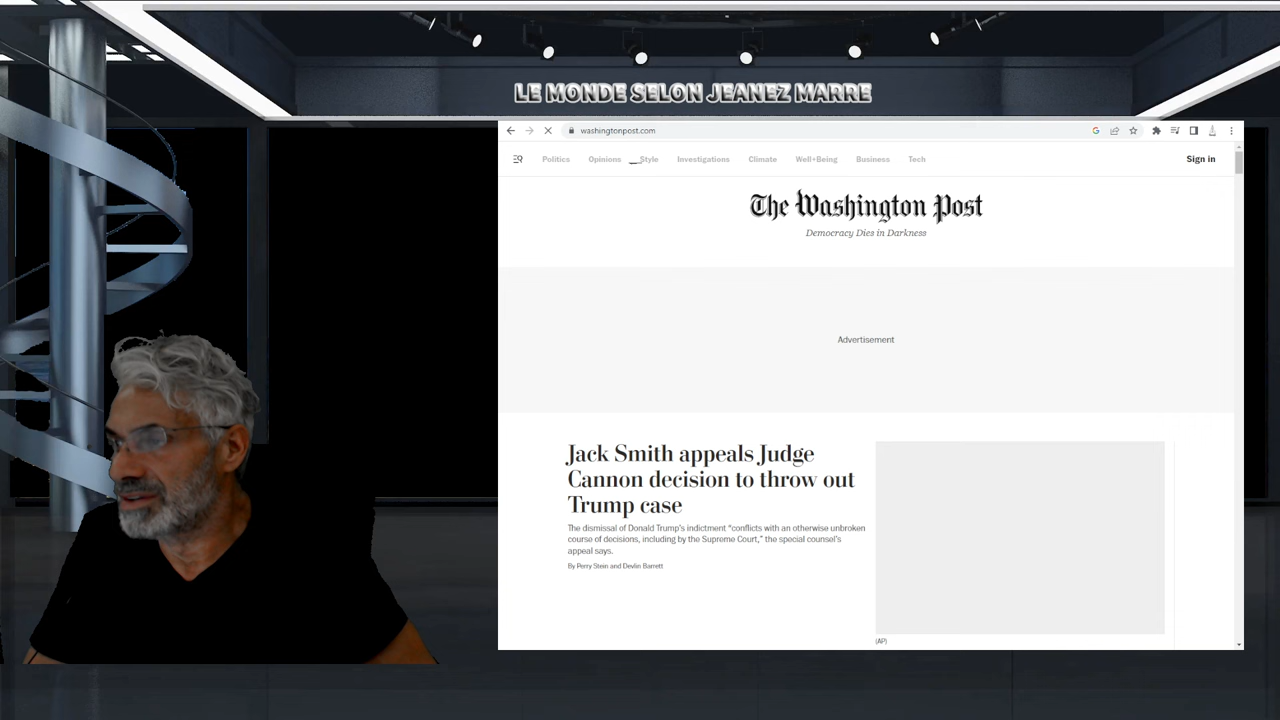 LE MONDE SELON JEANEZ MARRE
washingtonpost.com
Politics Opinions Style Investigations Climate Well+Being Business Tech Sign in
The Washington Post
Democracy Dies in Darkness
Advertisement
Jack Smith appeals Judge
Cannon decision to throw out
Trump case
The dismissal of Donald Trump's indictment “conflicts with an otherwise unbroken
course of decisions, including by the Supreme Court,” the special counsel's
appeal says.
By Perry Stein and Devlin Barrett
(AP)